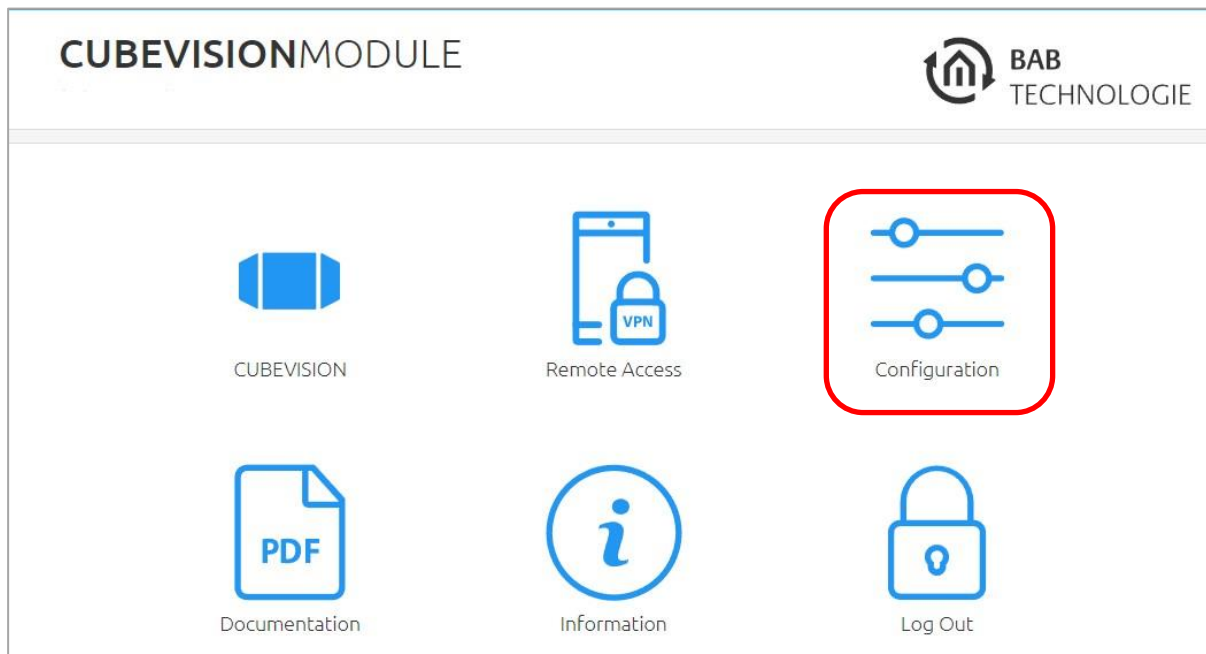 CUBEVISIONMODULE
BAB
TECHNOLOGIE
VPN
CUBEVISION
Remote Access
Configuration
PDF
i
Documentation
Information
Log Out